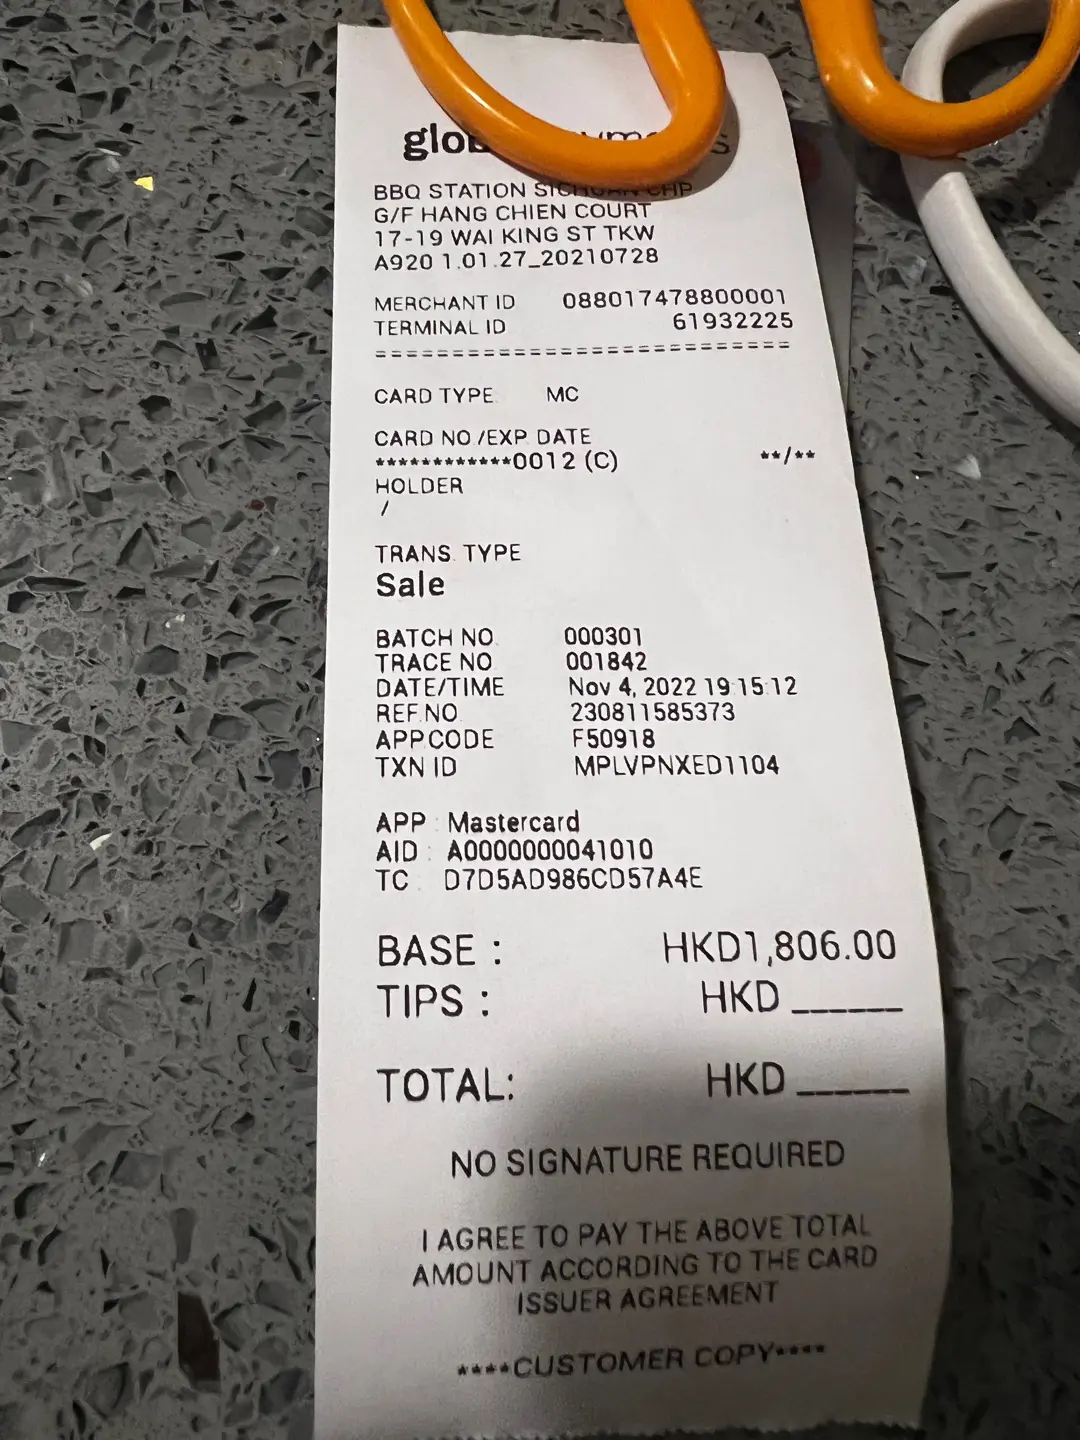 BBQ STATION SICHUAN CHP
G/F HANG CHIEN COURT
17-19 WAI KING ST TKW
A920 1.01.27_20210728
MERCHANT ID 088017478800001
TERMINAL ID 61932225
============================
CARD TYPE MC
CARD NO./EXP. DATE
************0012 (C) **/**
HOLDER
/
TRANS. TYPE
Sale
BATCH NO. 000301
TRACE NO. 001842
DATE/TIME Nov 4, 2022 19:15:12
REF.NO. 230811585373
APP.CODE F50918
TXN ID MPLVPNXED1104
APP : Mastercard
AID : A0000000041010
TC : D7D5AD986CD57A4E
BASE : HKD1,806.00
TIPS : HKD ______
TOTAL: HKD ______
NO SIGNATURE REQUIRED
I AGREE TO PAY THE ABOVE TOTAL
AMOUNT ACCORDING TO THE CARD
ISSUER AGREEMENT
****CUSTOMER COPY****